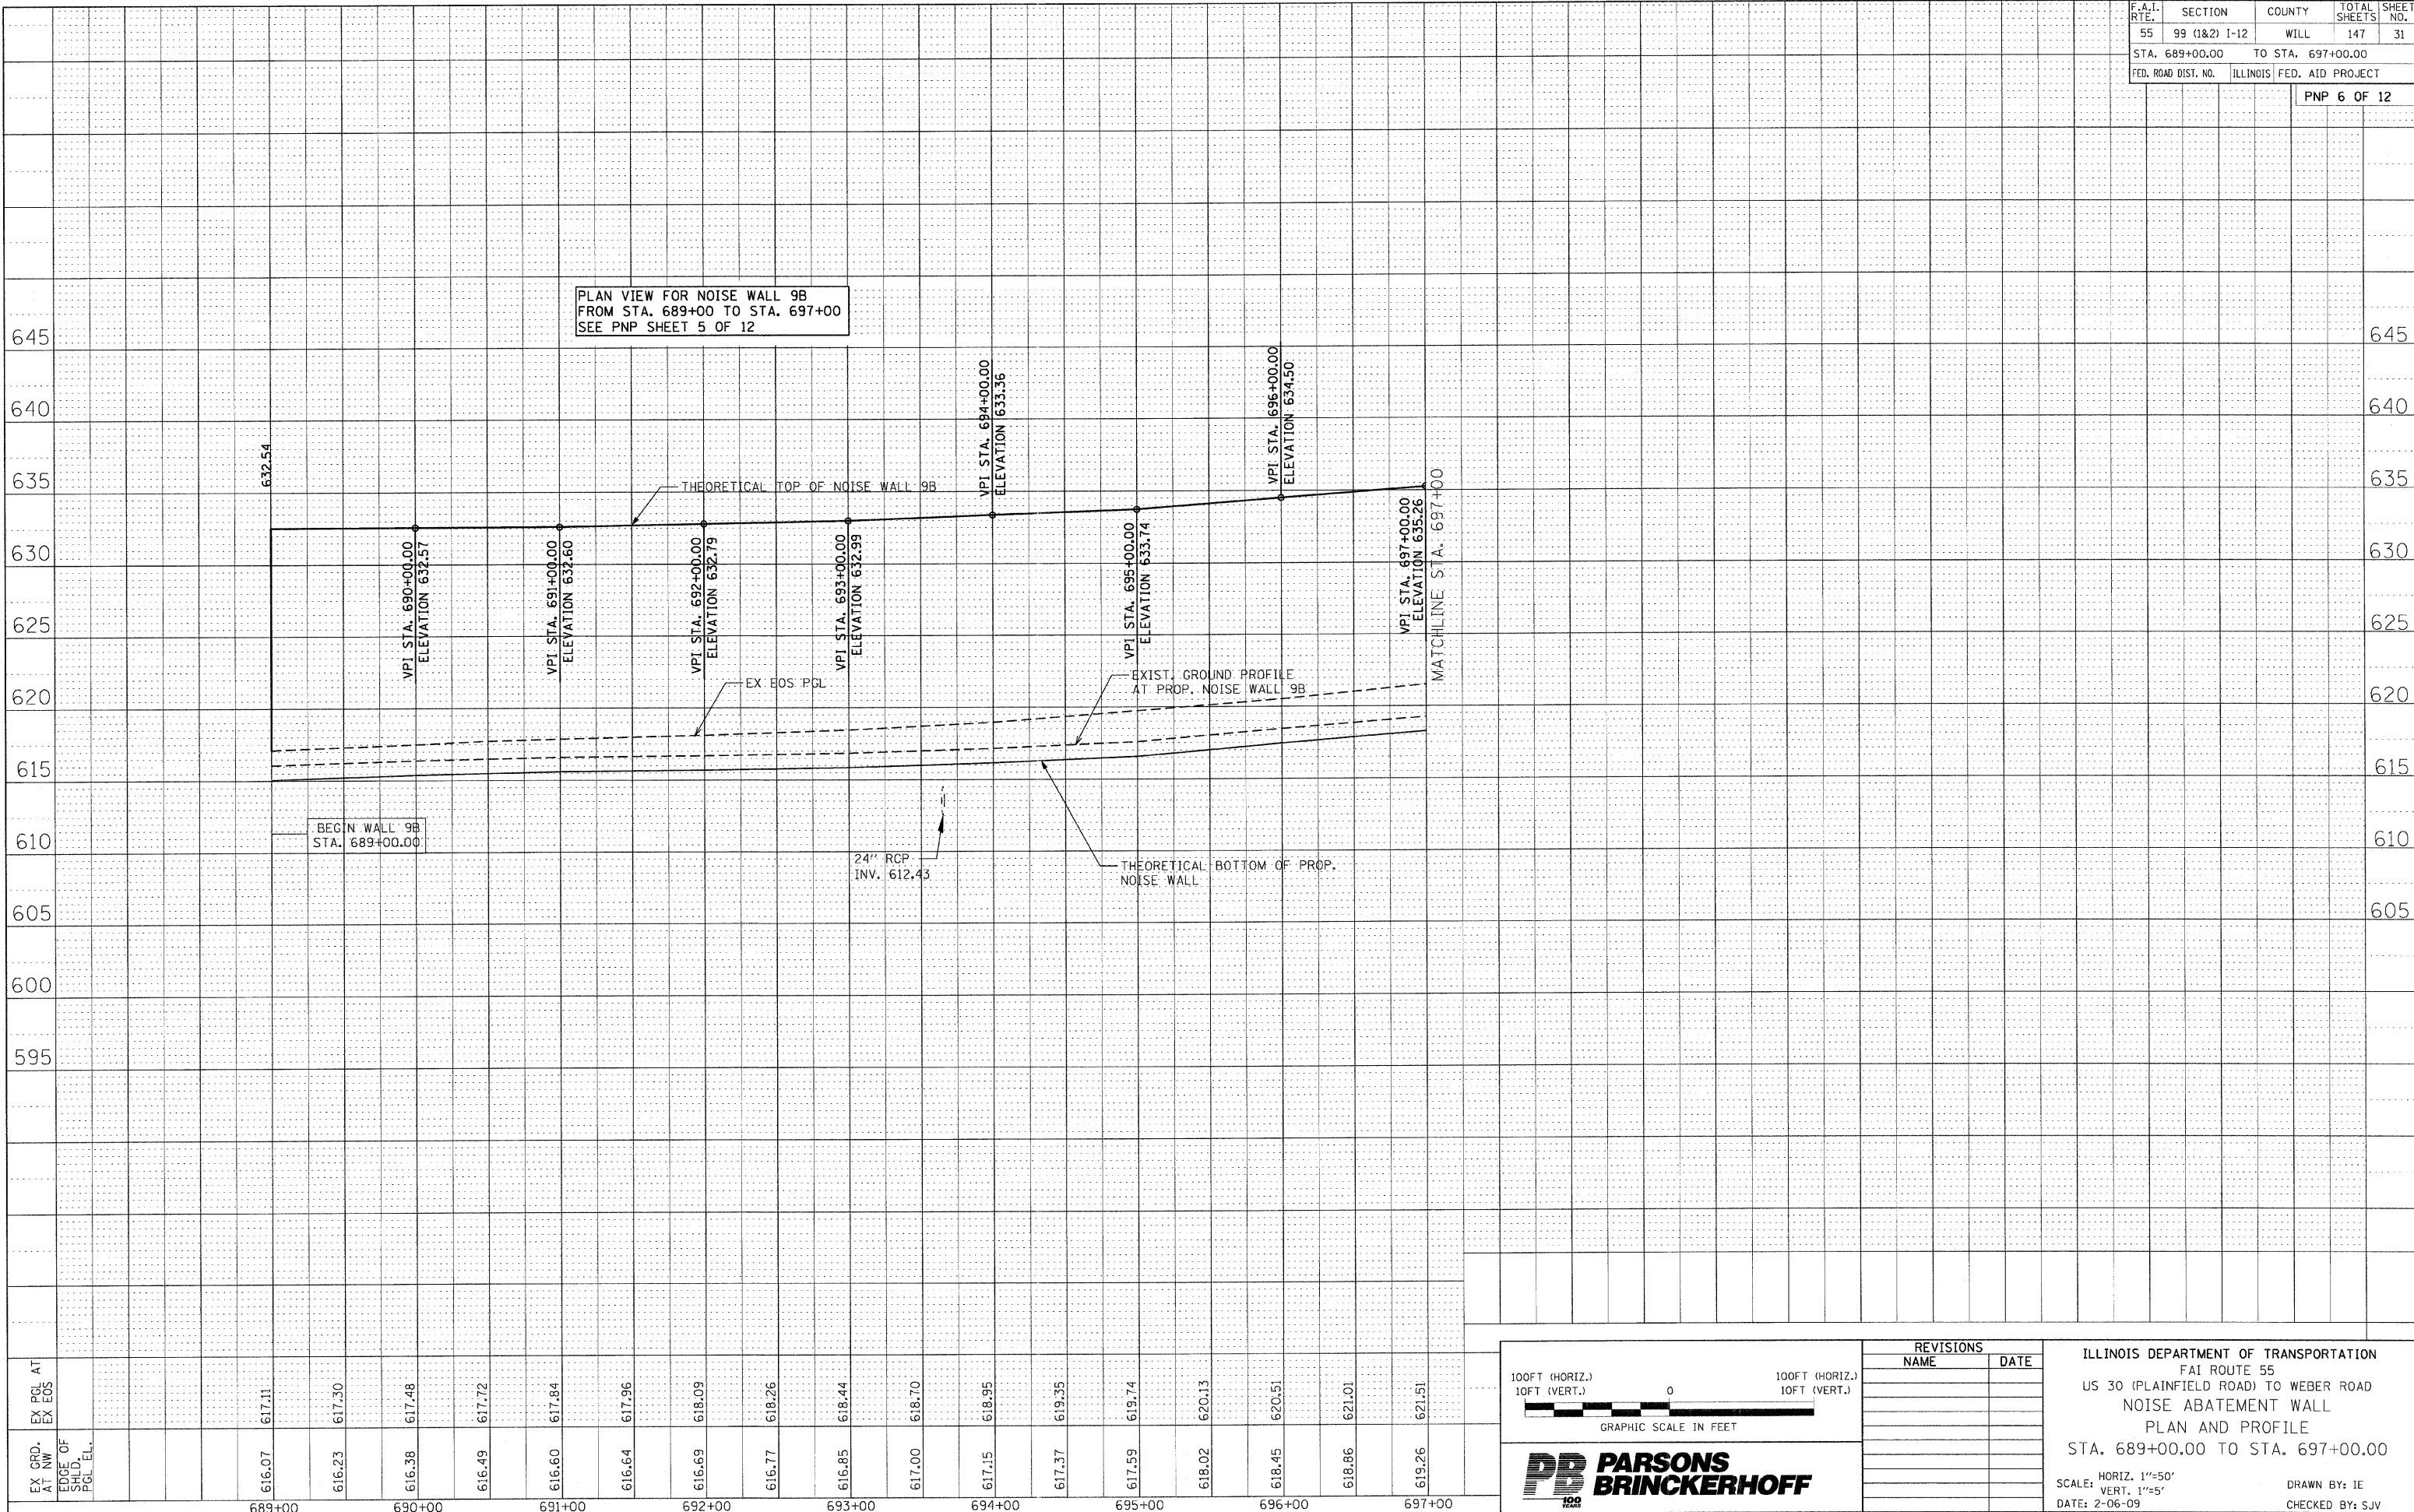 F.A.I. RTE. SECTION COUNTY TOTAL SHEETS SHEET NO.
55 99 (1&2) I-12 WILL 147 31
STA. 689+00.00 TO STA. 697+00.00
FED. ROAD DIST. NO. ILLINOIS FED. AID PROJECT
PNP 6 OF 12
PLAN VIEW FOR NOISE WALL 9B
FROM STA. 689+00 TO STA. 697+00
SEE PNP SHEET 5 OF 12
645 645
640 640
635 635
630 630
625 625
620 620
615 615
610 610
605 605
600
595
632.54
THEORETICAL TOP OF NOISE WALL 9B
VPI STA. 690+00.00
ELEVATION 632.57
VPI STA. 691+00.00
ELEVATION 632.60
VPI STA. 692+00.00
ELEVATION 632.79
VPI STA. 693+00.00
ELEVATION 632.99
VPI STA. 694+00.00
ELEVATION 633.36
VPI STA. 695+00.00
ELEVATION 633.74
VPI STA. 696+00.00
ELEVATION 634.50
VPI STA. 697+00.00
ELEVATION 635.26
MATCHLINE STA. 697+00
EX EOS PGL
EXIST. GROUND PROFILE
AT PROP. NOISE WALL 9B
BEGIN WALL 9B
STA. 689+00.00
24'' RCP
INV. 612.43
THEORETICAL BOTTOM OF PROP.
NOISE WALL
EX PGL AT
EX EOS
617.11 617.30 617.48 617.72 617.84 617.96 618.09 618.26 618.44 618.70 618.95 619.35 619.74 620.13 620.51 621.01 621.51
EX GRD.
AT NW
EDGE OF
SHLD.
PGL EL.
616.07 616.23 616.38 616.49 616.60 616.64 616.69 616.77 616.85 617.00 617.15 617.37 617.59 618.02 618.45 618.86 619.26
689+00 690+00 691+00 692+00 693+00 694+00 695+00 696+00 697+00
100FT (HORIZ.) 100FT (HORIZ.)
10FT (VERT.) 0 10FT (VERT.)
GRAPHIC SCALE IN FEET
PB PARSONS
BRINCKERHOFF
100
YEARS
REVISIONS
NAME DATE
ILLINOIS DEPARTMENT OF TRANSPORTATION
FAI ROUTE 55
US 30 (PLAINFIELD ROAD) TO WEBER ROAD
NOISE ABATEMENT WALL
PLAN AND PROFILE
STA. 689+00.00 TO STA. 697+00.00
SCALE: HORIZ. 1''=50'
VERT. 1''=5'
DRAWN BY: IE
DATE: 2-06-09
CHECKED BY: SJV